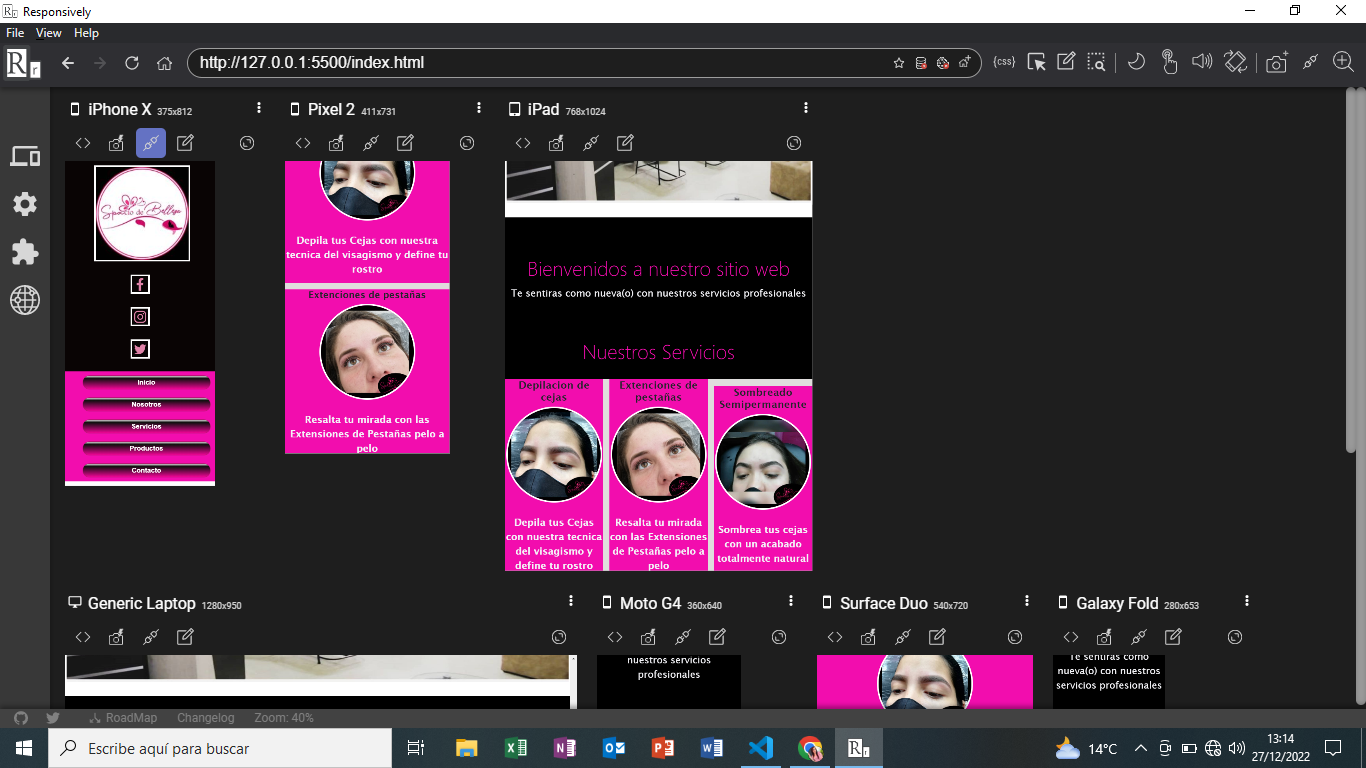 Responsively
File View Help
http://127.0.0.1:5500/index.html
{css}
iPhone X 375x812
Pixel 2 411x731
iPad 768x1024
Spacio de Belleza
Inicio
Nosotros
Servicios
Productos
Contacto
Depila tus Cejas con nuestra
tecnica del visagismo y define tu
rostro
Extenciones de pestañas
Resalta tu mirada con las
Extensiones de Pestañas pelo a
pelo
Bienvenidos a nuestro sitio web
Te sentiras como nueva(o) con nuestros servicios profesionales
Nuestros Servicios
Depilacion de
cejas
Depila tus Cejas
con nuestra tecnica
del visagismo y
define tu rostro
Extenciones de
pestañas
Resalta tu mirada
con las Extensiones
de Pestañas pelo a
pelo
Sombreado
Semipermanente
Sombrea tus cejas
con un acabado
totalmente natural
Generic Laptop 1280x950
Moto G4 360x640
Surface Duo 540x720
Galaxy Fold 280x653
nuestros servicios
profesionales
Te sentiras como
nueva(o) con nuestros
servicios profesionales
RoadMap Changelog Zoom: 40%
Escribe aquí para buscar
14°C
13:14
27/12/2022